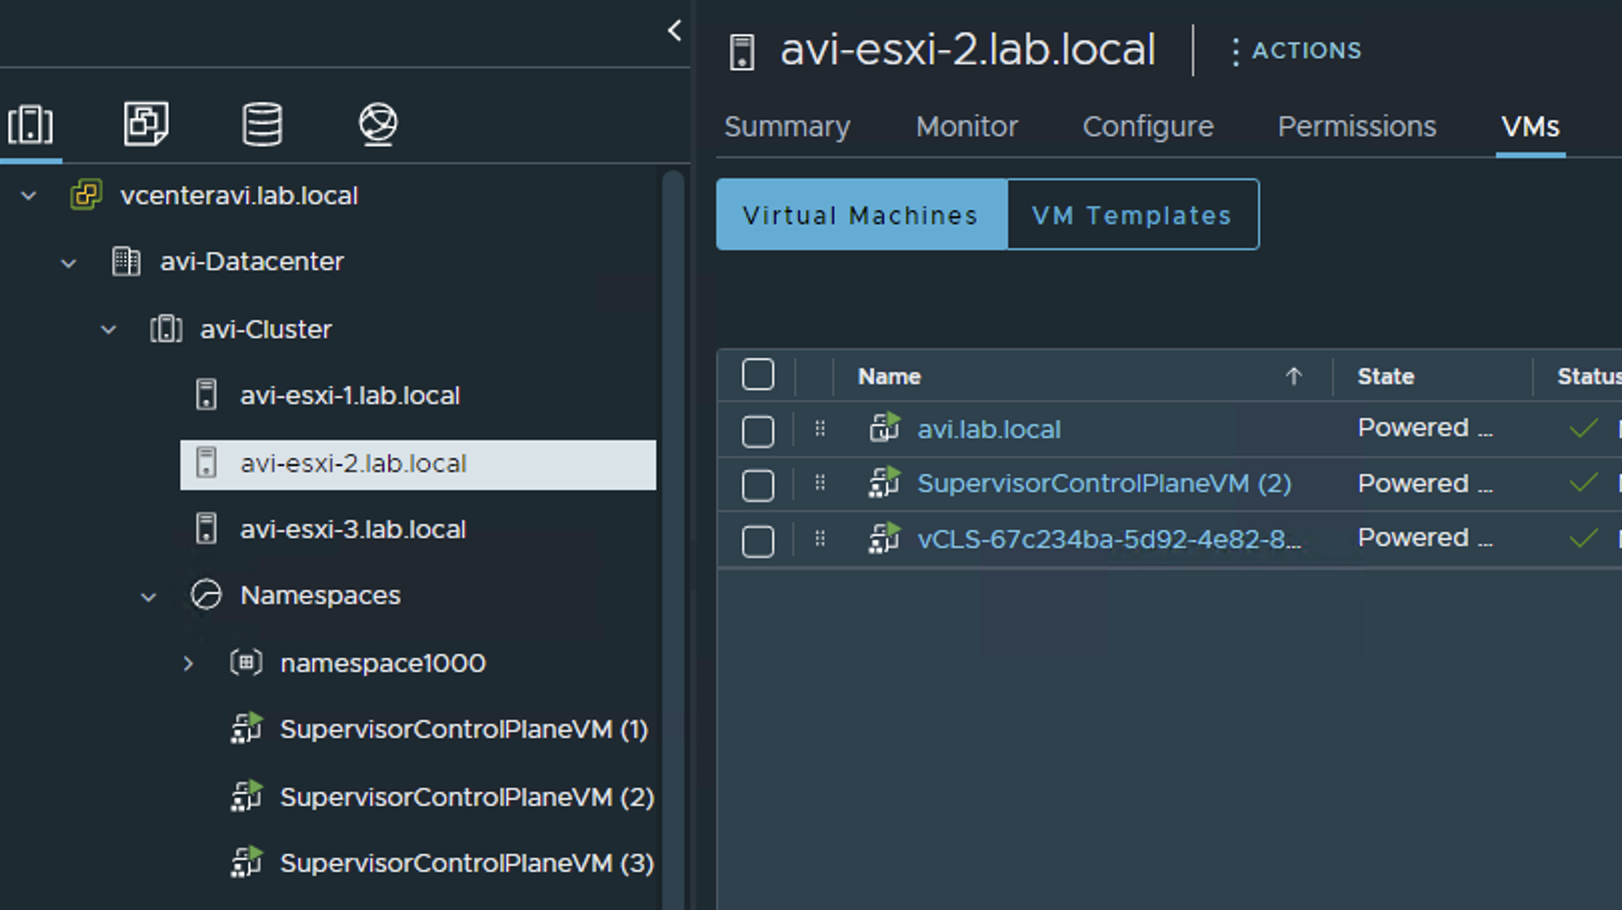 avi-esxi-2.lab.local
ACTIONS
Summary Monitor Configure Permissions VMs
Virtual Machines VM Templates
vcenteravi.lab.local
avi-Datacenter
avi-Cluster
avi-esxi-1.lab.local
avi-esxi-2.lab.local
avi-esxi-3.lab.local
Namespaces
namespace1000
SupervisorControlPlaneVM (1)
SupervisorControlPlaneVM (2)
SupervisorControlPlaneVM (3)
Name State Status
avi.lab.local Powered ...
SupervisorControlPlaneVM (2) Powered ...
vCLS-67c234ba-5d92-4e82-8... Powered ...